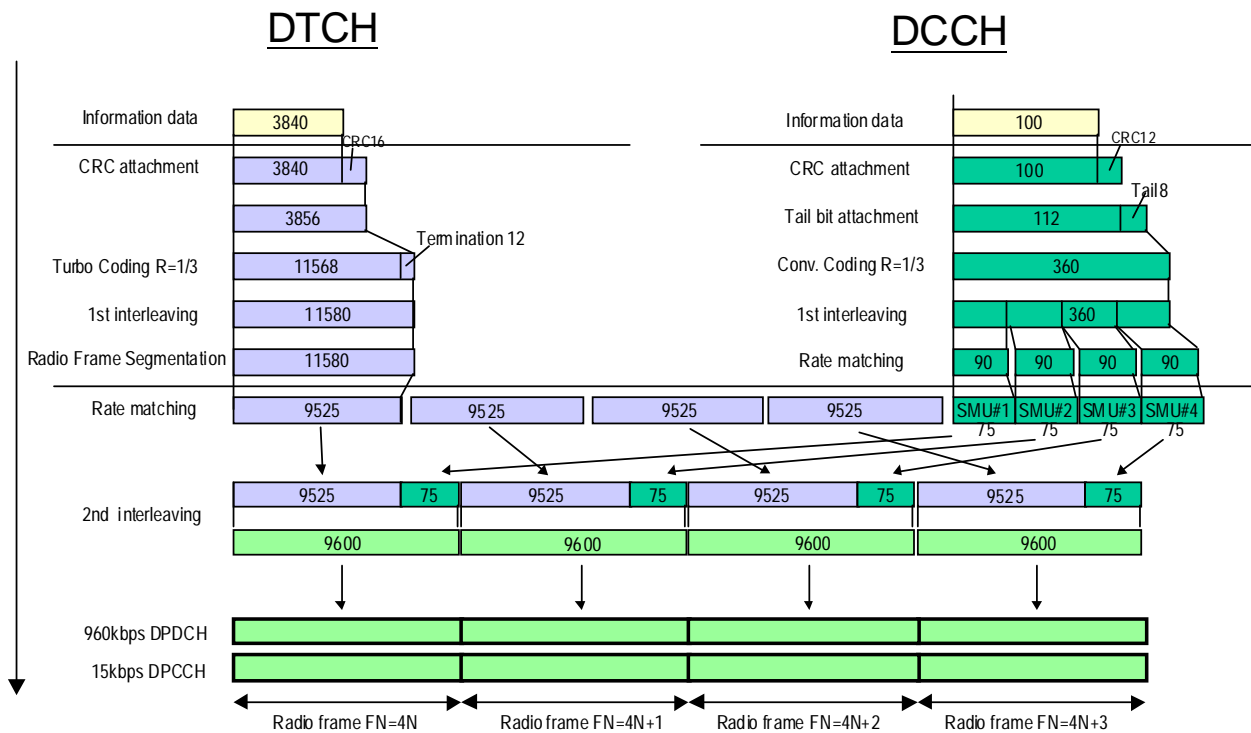 DTCH
DCCH
Information data
3840
Information data
100
CRC16
CRC12
CRC attachment
3840
CRC attachment
100
Tail8
3856
Tail bit attachment
112
Termination 12
Turbo Coding R=1/3
11568
Conv. Coding R=1/3
360
1st interleaving
11580
1st interleaving
360
Radio Frame Segmentation
11580
Rate matching
90
90
90
90
Rate matching
9525
9525
9525
9525
SMU#1
SMU#2
SMU#3
SMU#4
75
75
75
75
9525
75
9525
75
9525
75
9525
75
2nd interleaving
9600
9600
9600
9600
960kbps DPDCH
15kbps DPCCH
Radio frame FN=4N
Radio frame FN=4N+1
Radio frame FN=4N+2
Radio frame FN=4N+3